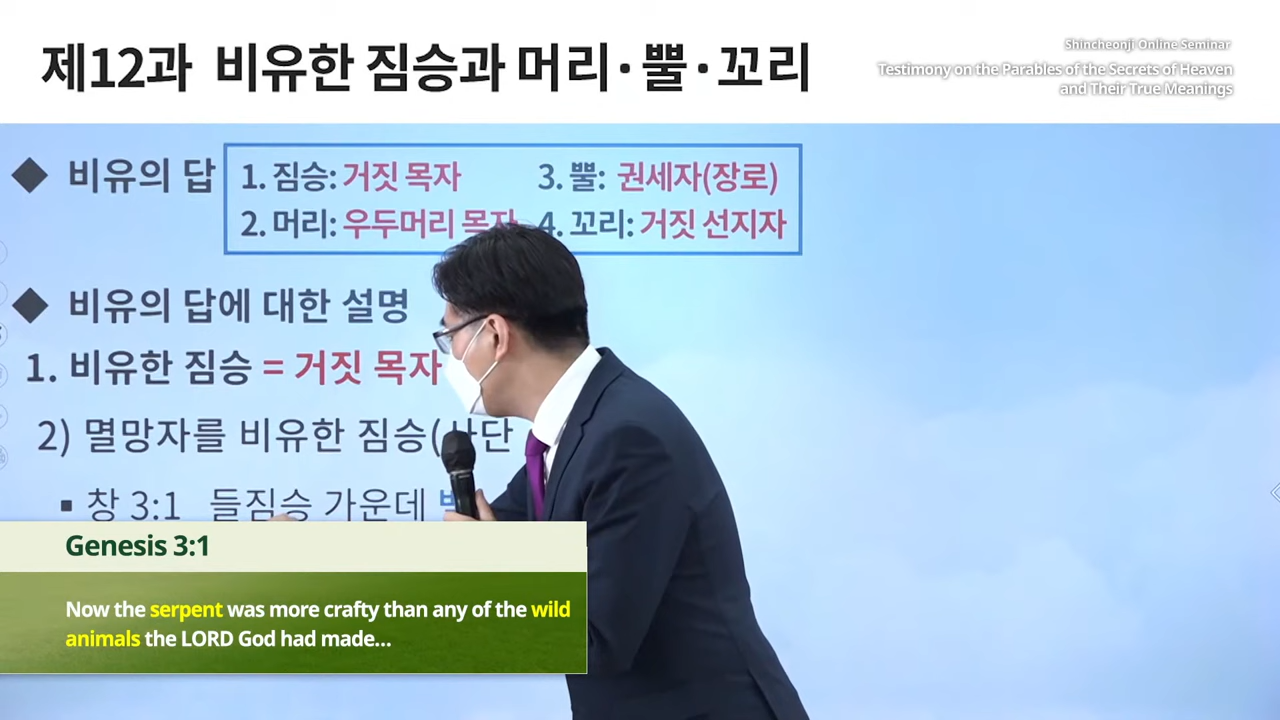 제12과 비유한 짐승과 머리·뿔·꼬리
Shincheonji Online Seminar
Testimony on the Parables of the Secrets of Heaven
and Their True Meanings
◆ 비유의 답
1. 짐승: 거짓 목자 3. 뿔: 권세자(장로)
2. 머리: 우두머리 목자 4. 꼬리: 거짓 선지자
◆ 비유의 답에 대한 설명
1. 비유한 짐승 = 거짓 목자
2) 멸망자를 비유한 짐승(사단
▪ 창 3:1 들짐승 가운데
Genesis 3:1
Now the serpent was more crafty than any of the wild
animals the LORD God had made...